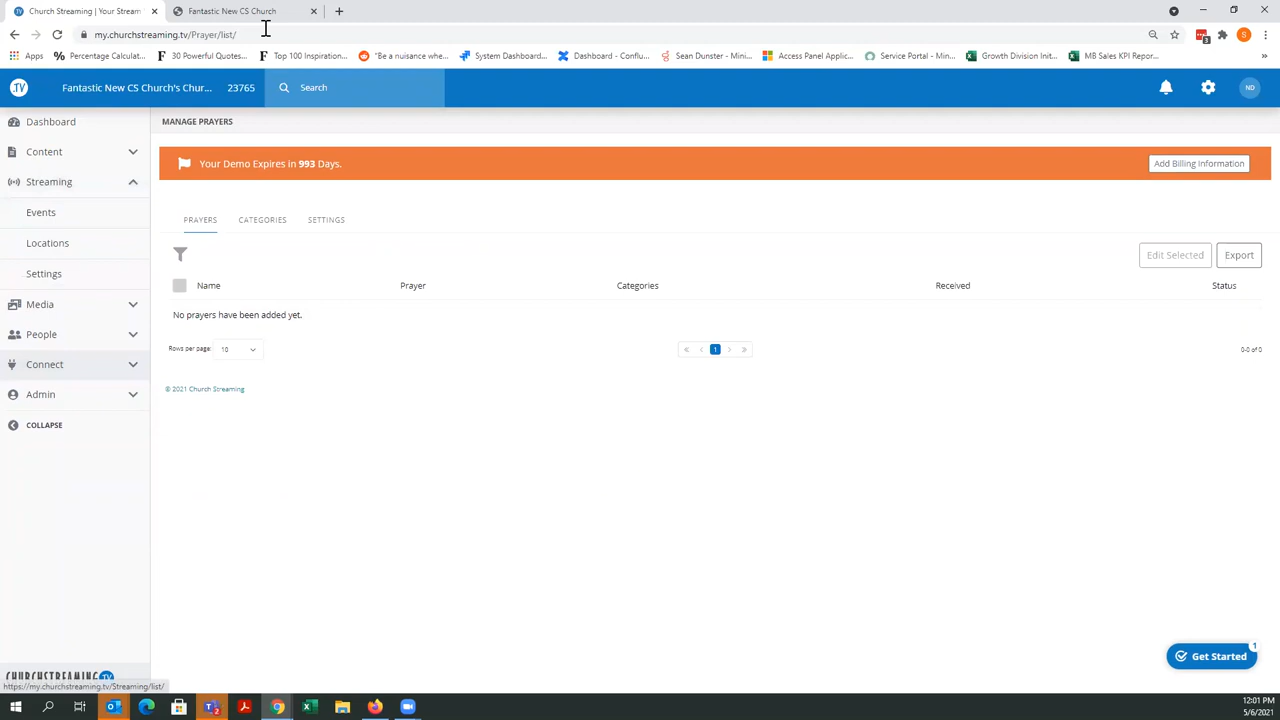 Church Streaming | Your Stream
Fantastic New CS Church
my.churchstreaming.tv/Prayer/list/
3
S
Apps
Percentage Calculat...
30 Powerful Quotes...
Top 100 Inspiration...
"Be a nuisance whe...
System Dashboard...
Dashboard - Conflu...
Sean Dunster - Mini...
Access Panel Applic...
Service Portal - Min...
Growth Division Init...
MB Sales KPI Repor...
.TV
Fantastic New CS Church's Chur...
23765
Search
ND
Dashboard
Content
Streaming
Events
Locations
Settings
Media
People
Connect
Admin
COLLAPSE
MANAGE PRAYERS
Your Demo Expires in 993 Days.
Add Billing Information
PRAYERS
CATEGORIES
SETTINGS
Edit Selected
Export
Name
Prayer
Categories
Received
Status
No prayers have been added yet.
Rows per page:
10
« ‹ 1 › »
0-0 of 0
© 2021 Church Streaming
Get Started
1
CHURCHSTREAMING TV
https://my.churchstreaming.tv/Streaming/list/
12:01 PM
5/6/2021